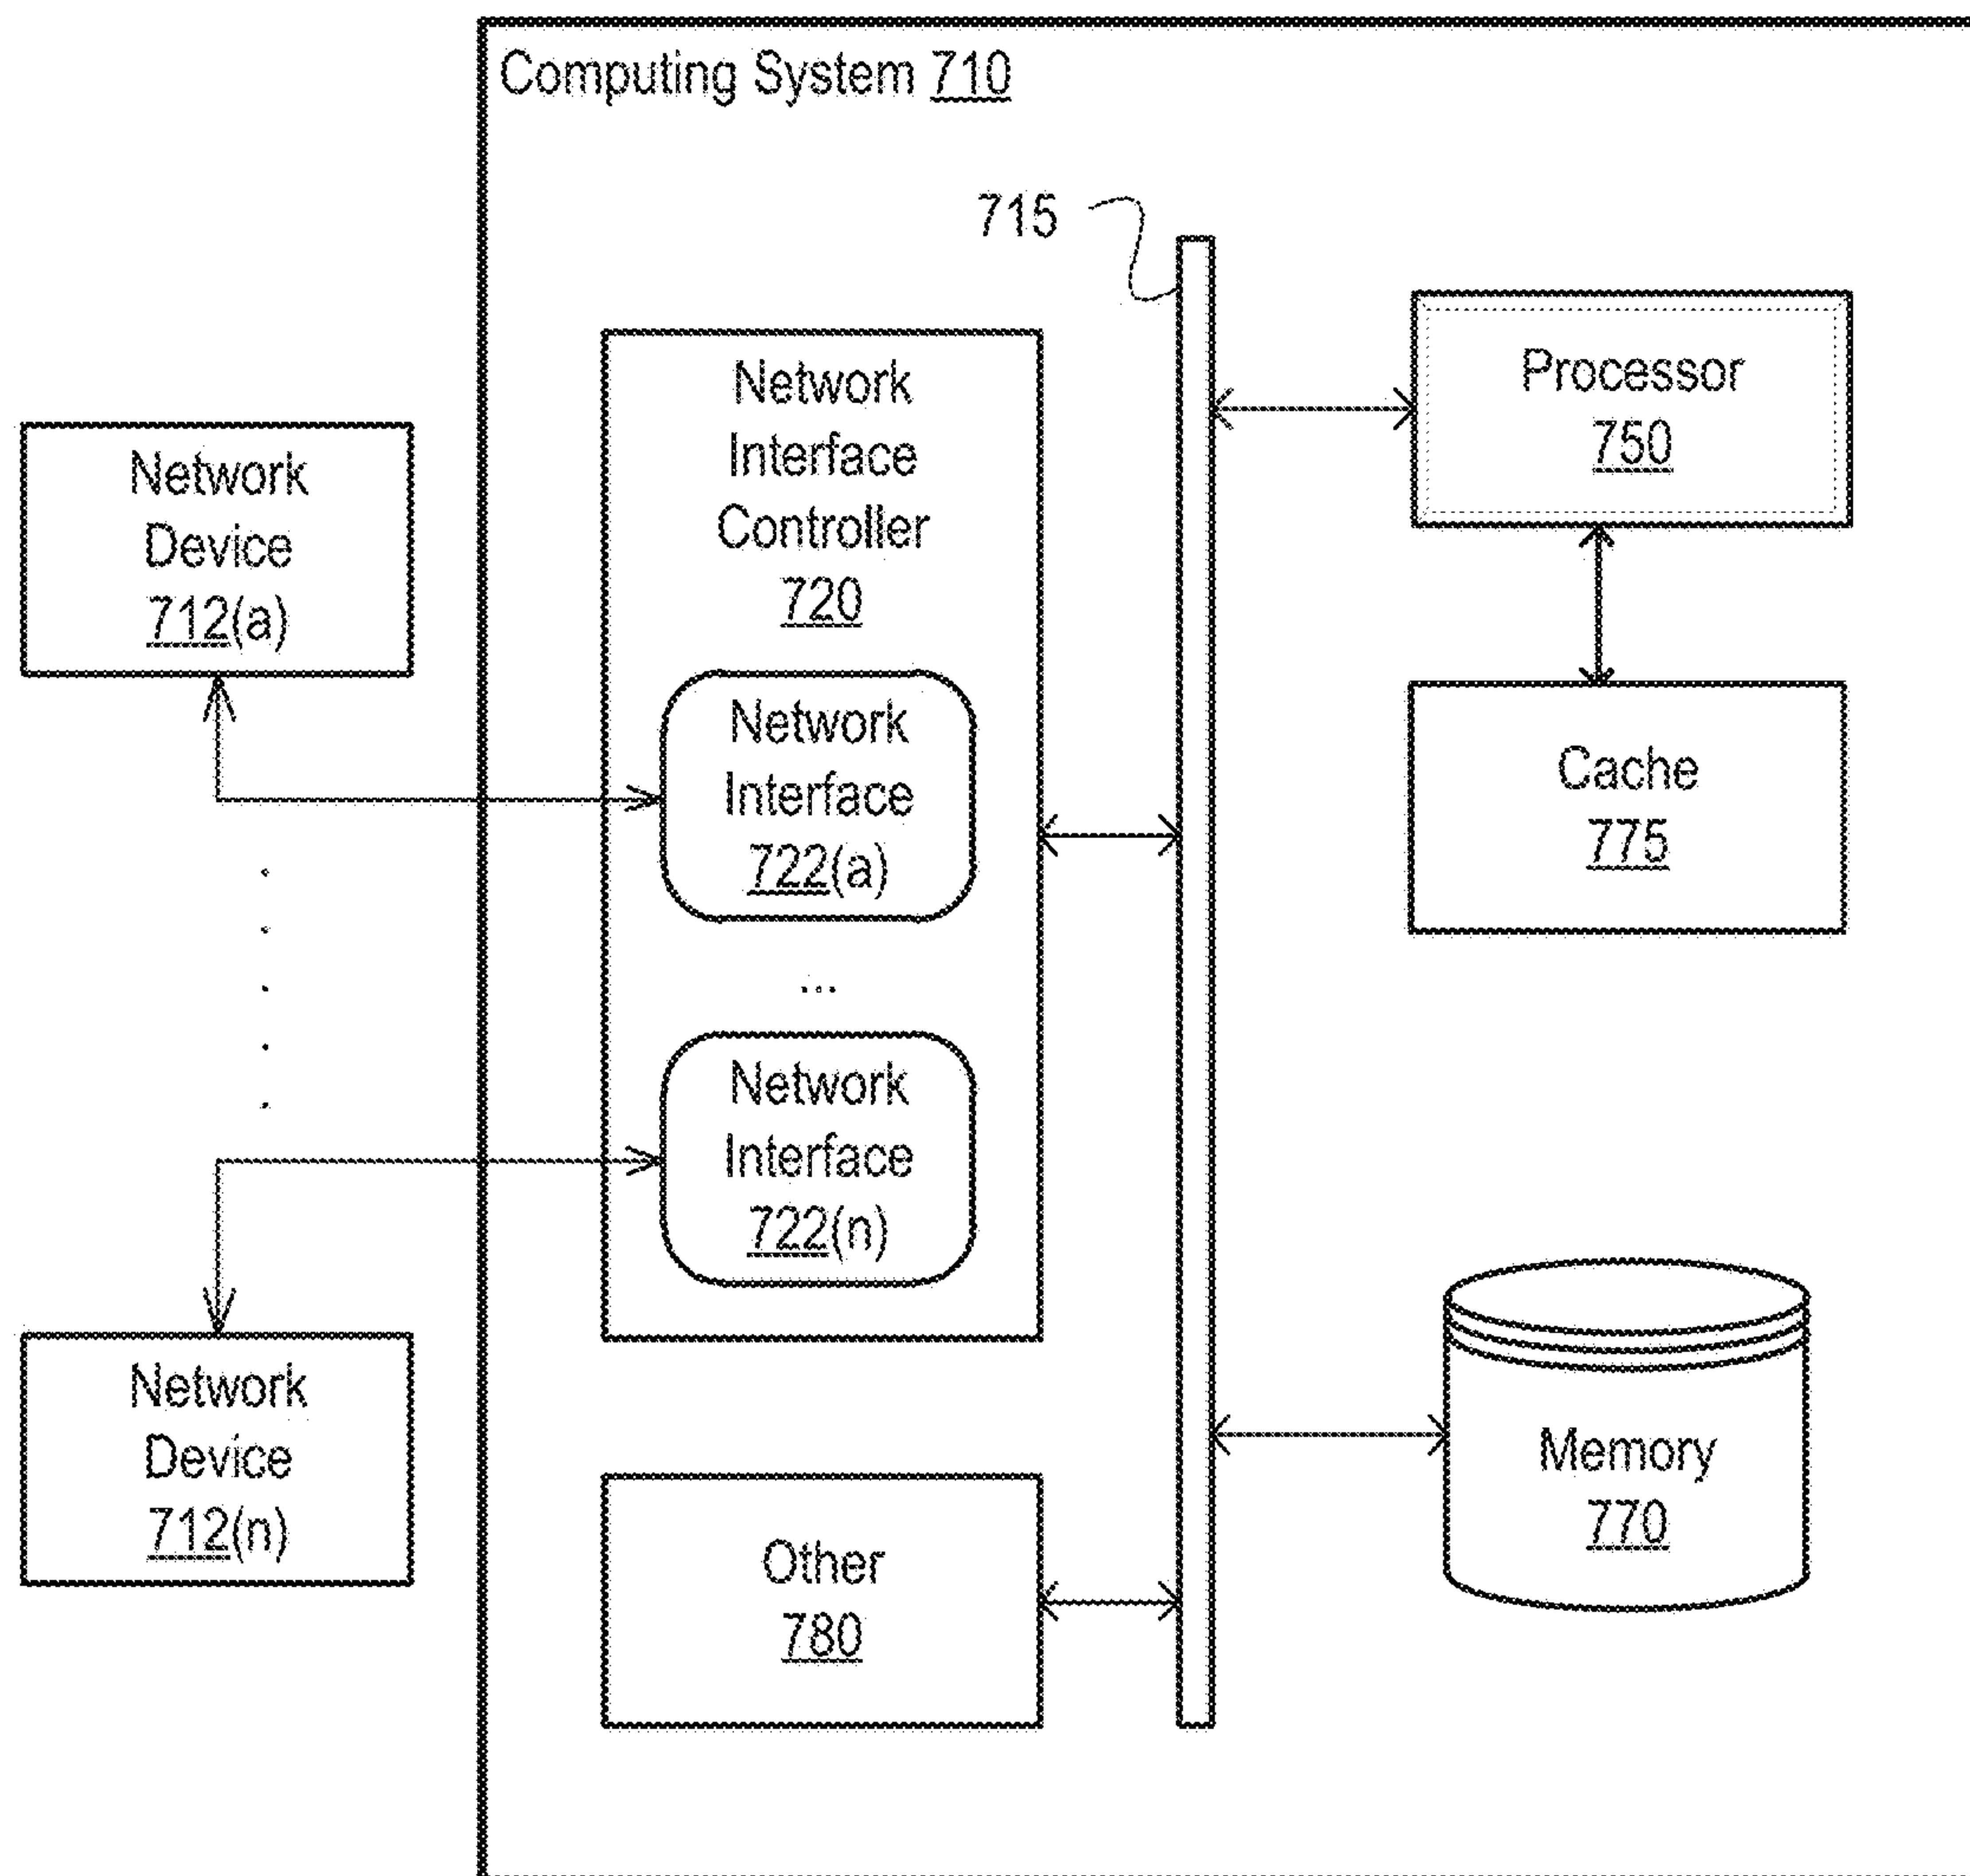 Computing System 710
715
Network
Interface
Controller
720
Processor
750
Network
Device
712(a)
Network
Interface
722(a)
Cache
775
...
Network
Interface
722(n)
Network
Device
712(n)
Memory
770
Other
780